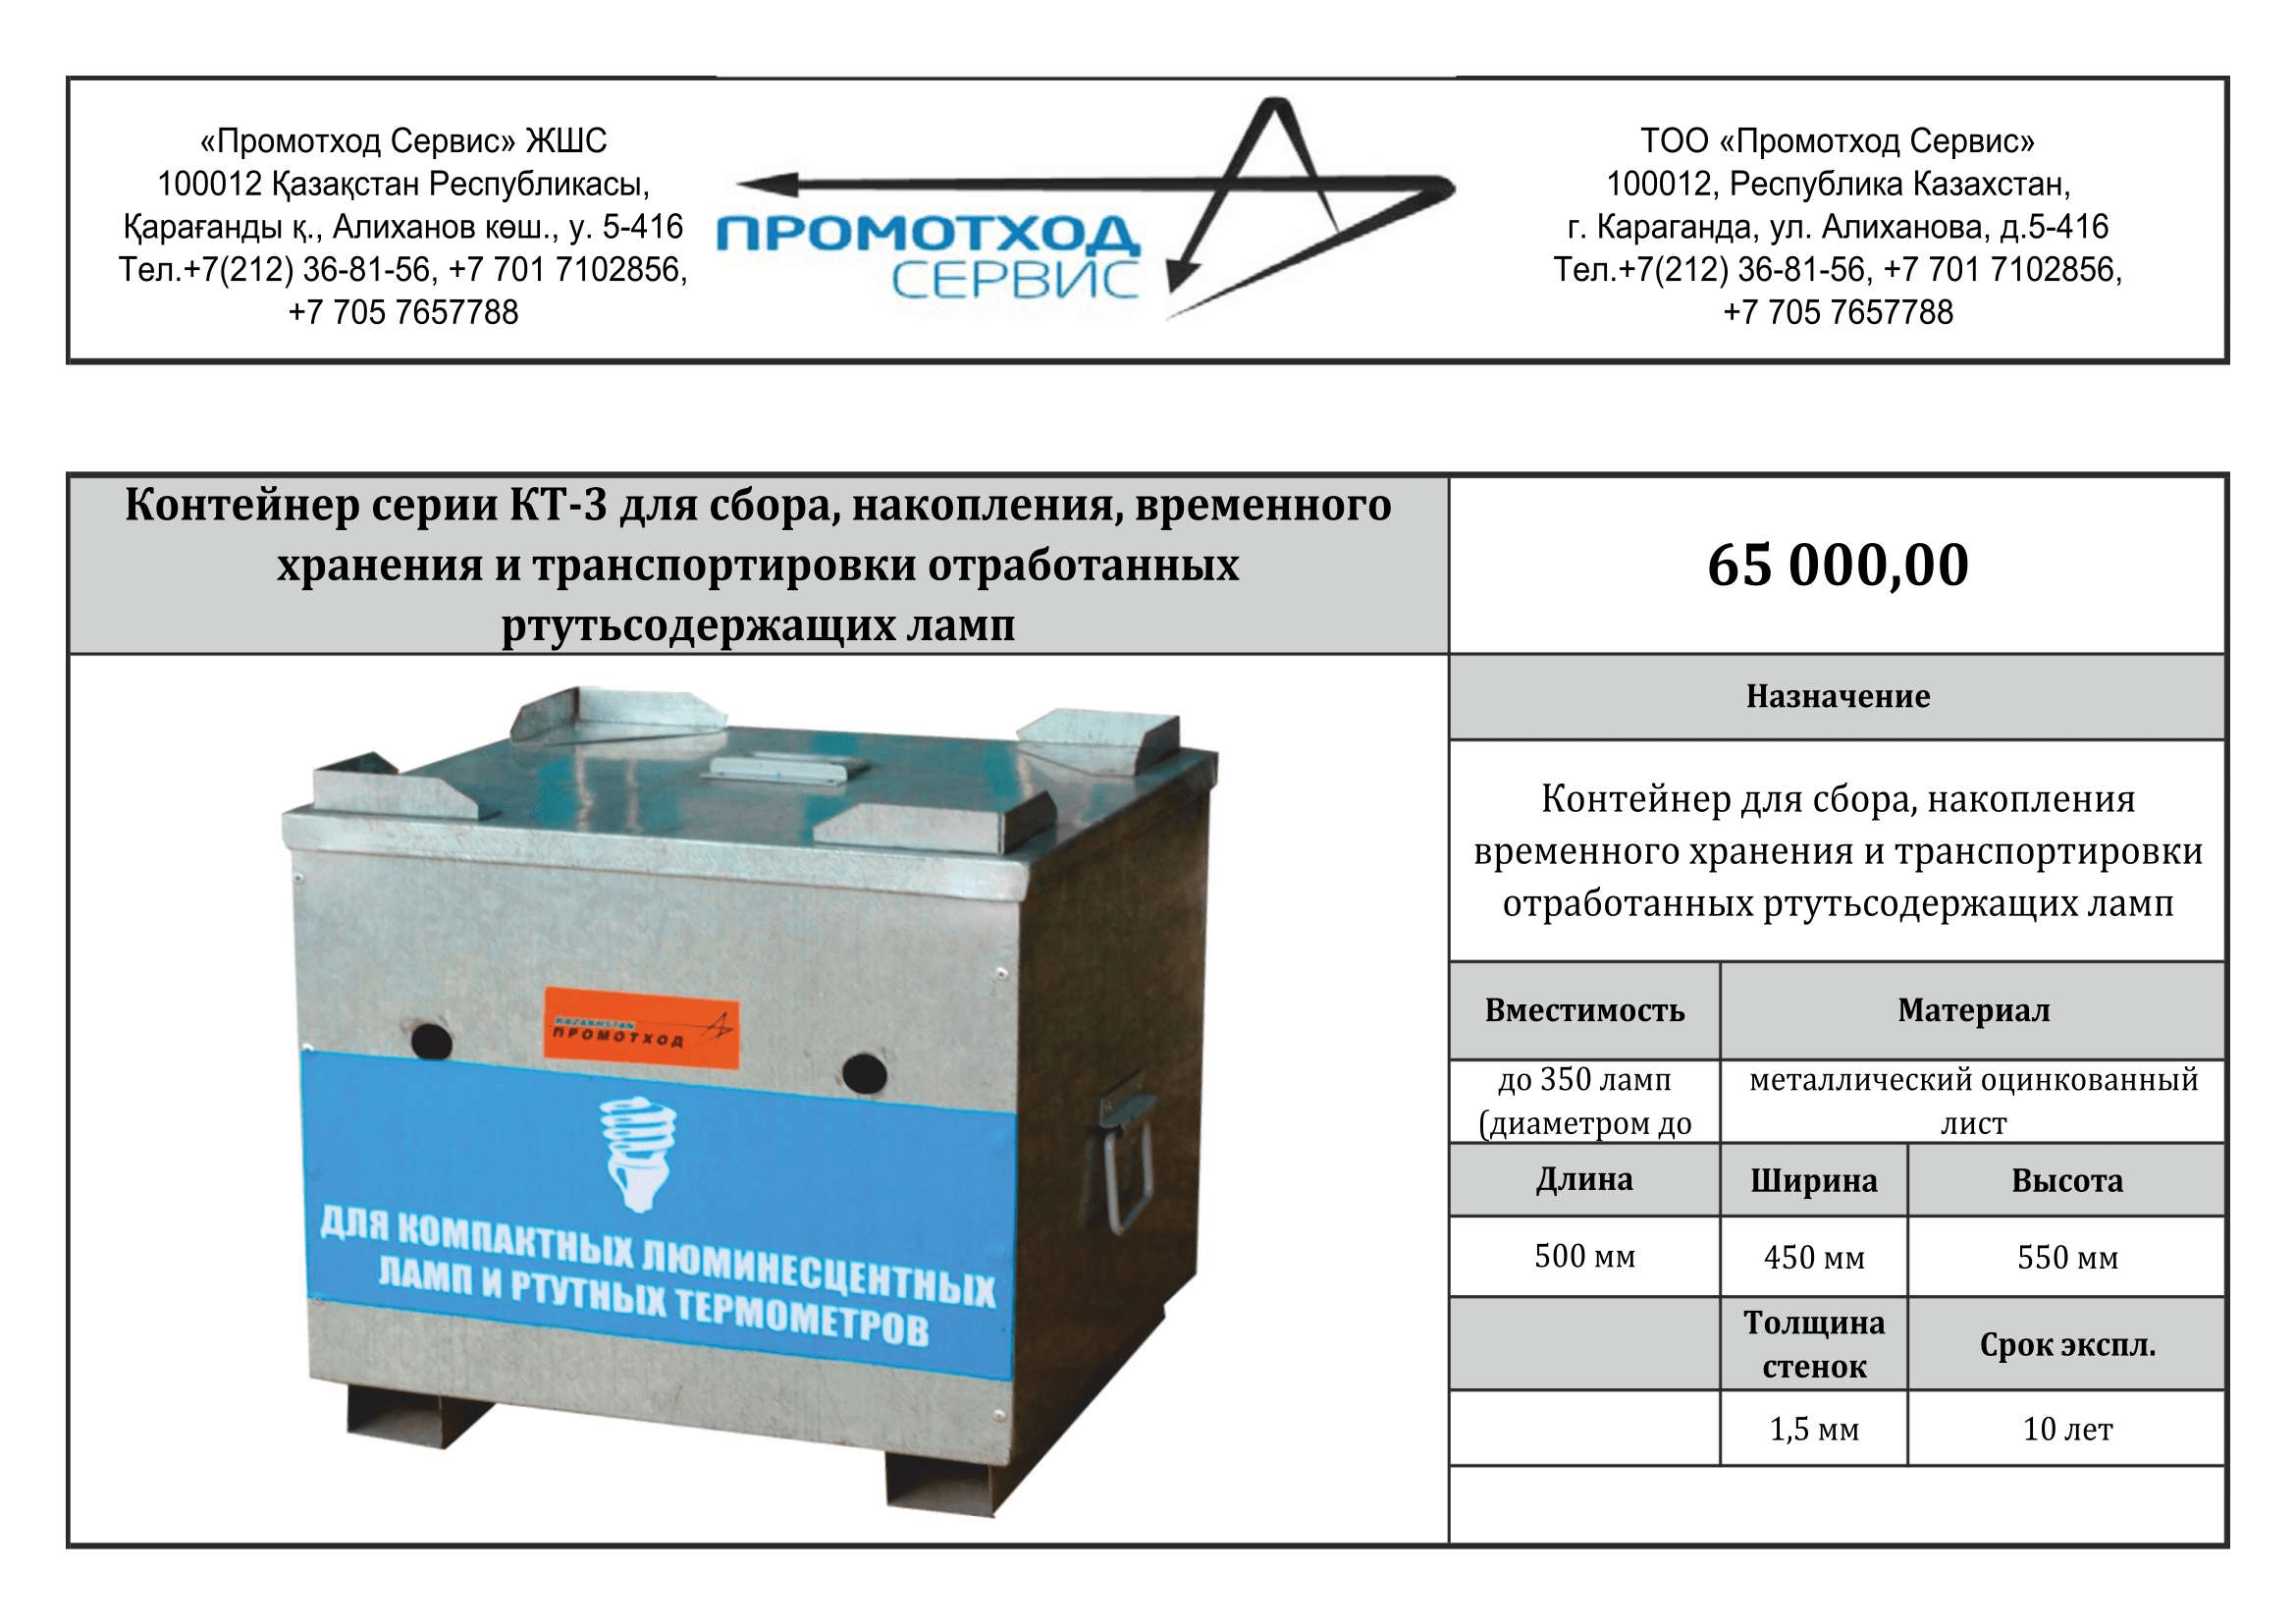 «Промотход Сервис» ЖШС
100012 Қазақстан Республикасы,
Қарағанды қ., Алиханов көш., у. 5-416
Тел.+7(212) 36-81-56, +7 701 7102856,
+7 705 7657788
ПРОМОТХОД
СЕРВИС
ТОО «Промотход Сервис»
100012, Республика Казахстан,
г. Караганда, ул. Алиханова, д.5-416
Тел.+7(212) 36-81-56, +7 701 7102856,
+7 705 7657788
Контейнер серии КТ-3 для сбора, накопления, временного
хранения и транспортировки отработанных
ртутьсодержащих ламп
65 000,00
KAZAKHSTAN
ПРОМОТХОД
ДЛЯ КОМПАКТНЫХ ЛЮМИНЕСЦЕНТНЫХ
ЛАМП И РТУТНЫХ ТЕРМОМЕТРОВ
Назначение
Контейнер для сбора, накопления
временного хранения и транспортировки
отработанных ртутьсодержащих ламп
Вместимость
Материал
до 350 ламп
(диаметром до
металлический оцинкованный
лист
Длина
Ширина
Высота
500 мм
450 мм
550 мм
Толщина
стенок
Срок экспл.
1,5 мм
10 лет